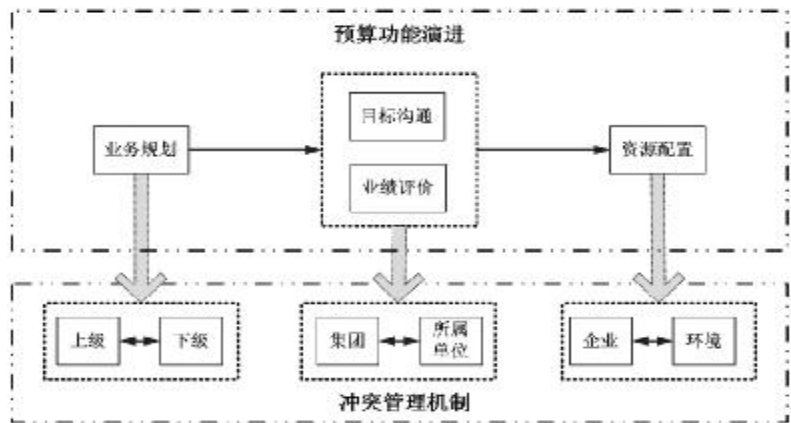 预算功能演进
目标沟通
业务规划
资源配置
业绩评价
上级
下级
集团
所属
单位
企业
环境
冲突管理机制